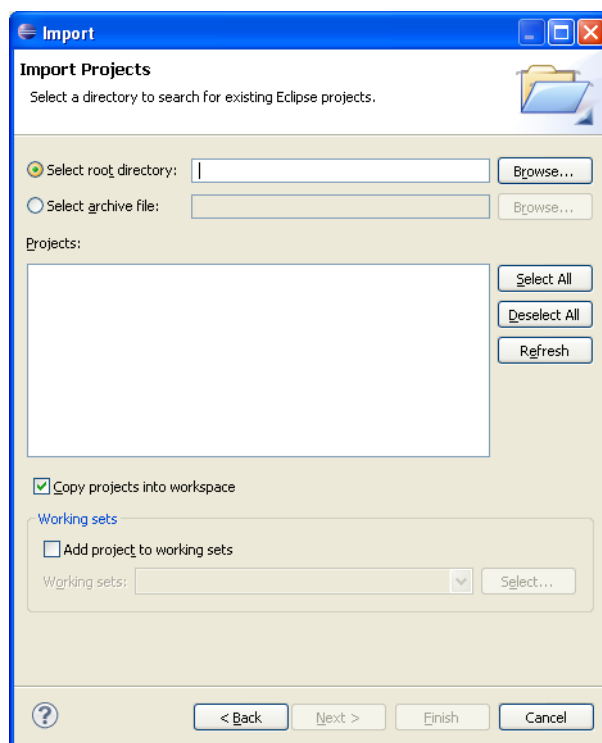 Import
Import Projects
Select a directory to search for existing Eclipse projects.
Select root directory: Browse...
Select archive file: Browse...
Projects:
Select All
Deselect All
Refresh
Copy projects into workspace
Working sets
Add project to working sets
Working sets: Select...
? < Back Next > Finish Cancel